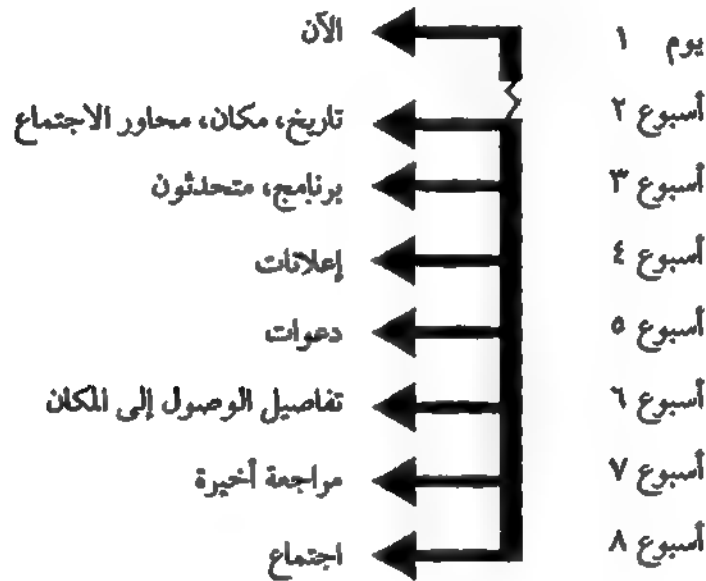 يوم ١ الآن
أسبوع ٢ تاريخ، مكان، محاور الاجتماع
أسبوع ٣ برنامج، متحدثون
أسبوع ٤ إعلانات
أسبوع ٥ دعوات
أسبوع ٦ تفاصيل الوصول إلى المكان
أسبوع ٧ مراجعة أخيرة
أسبوع ٨ اجتماع